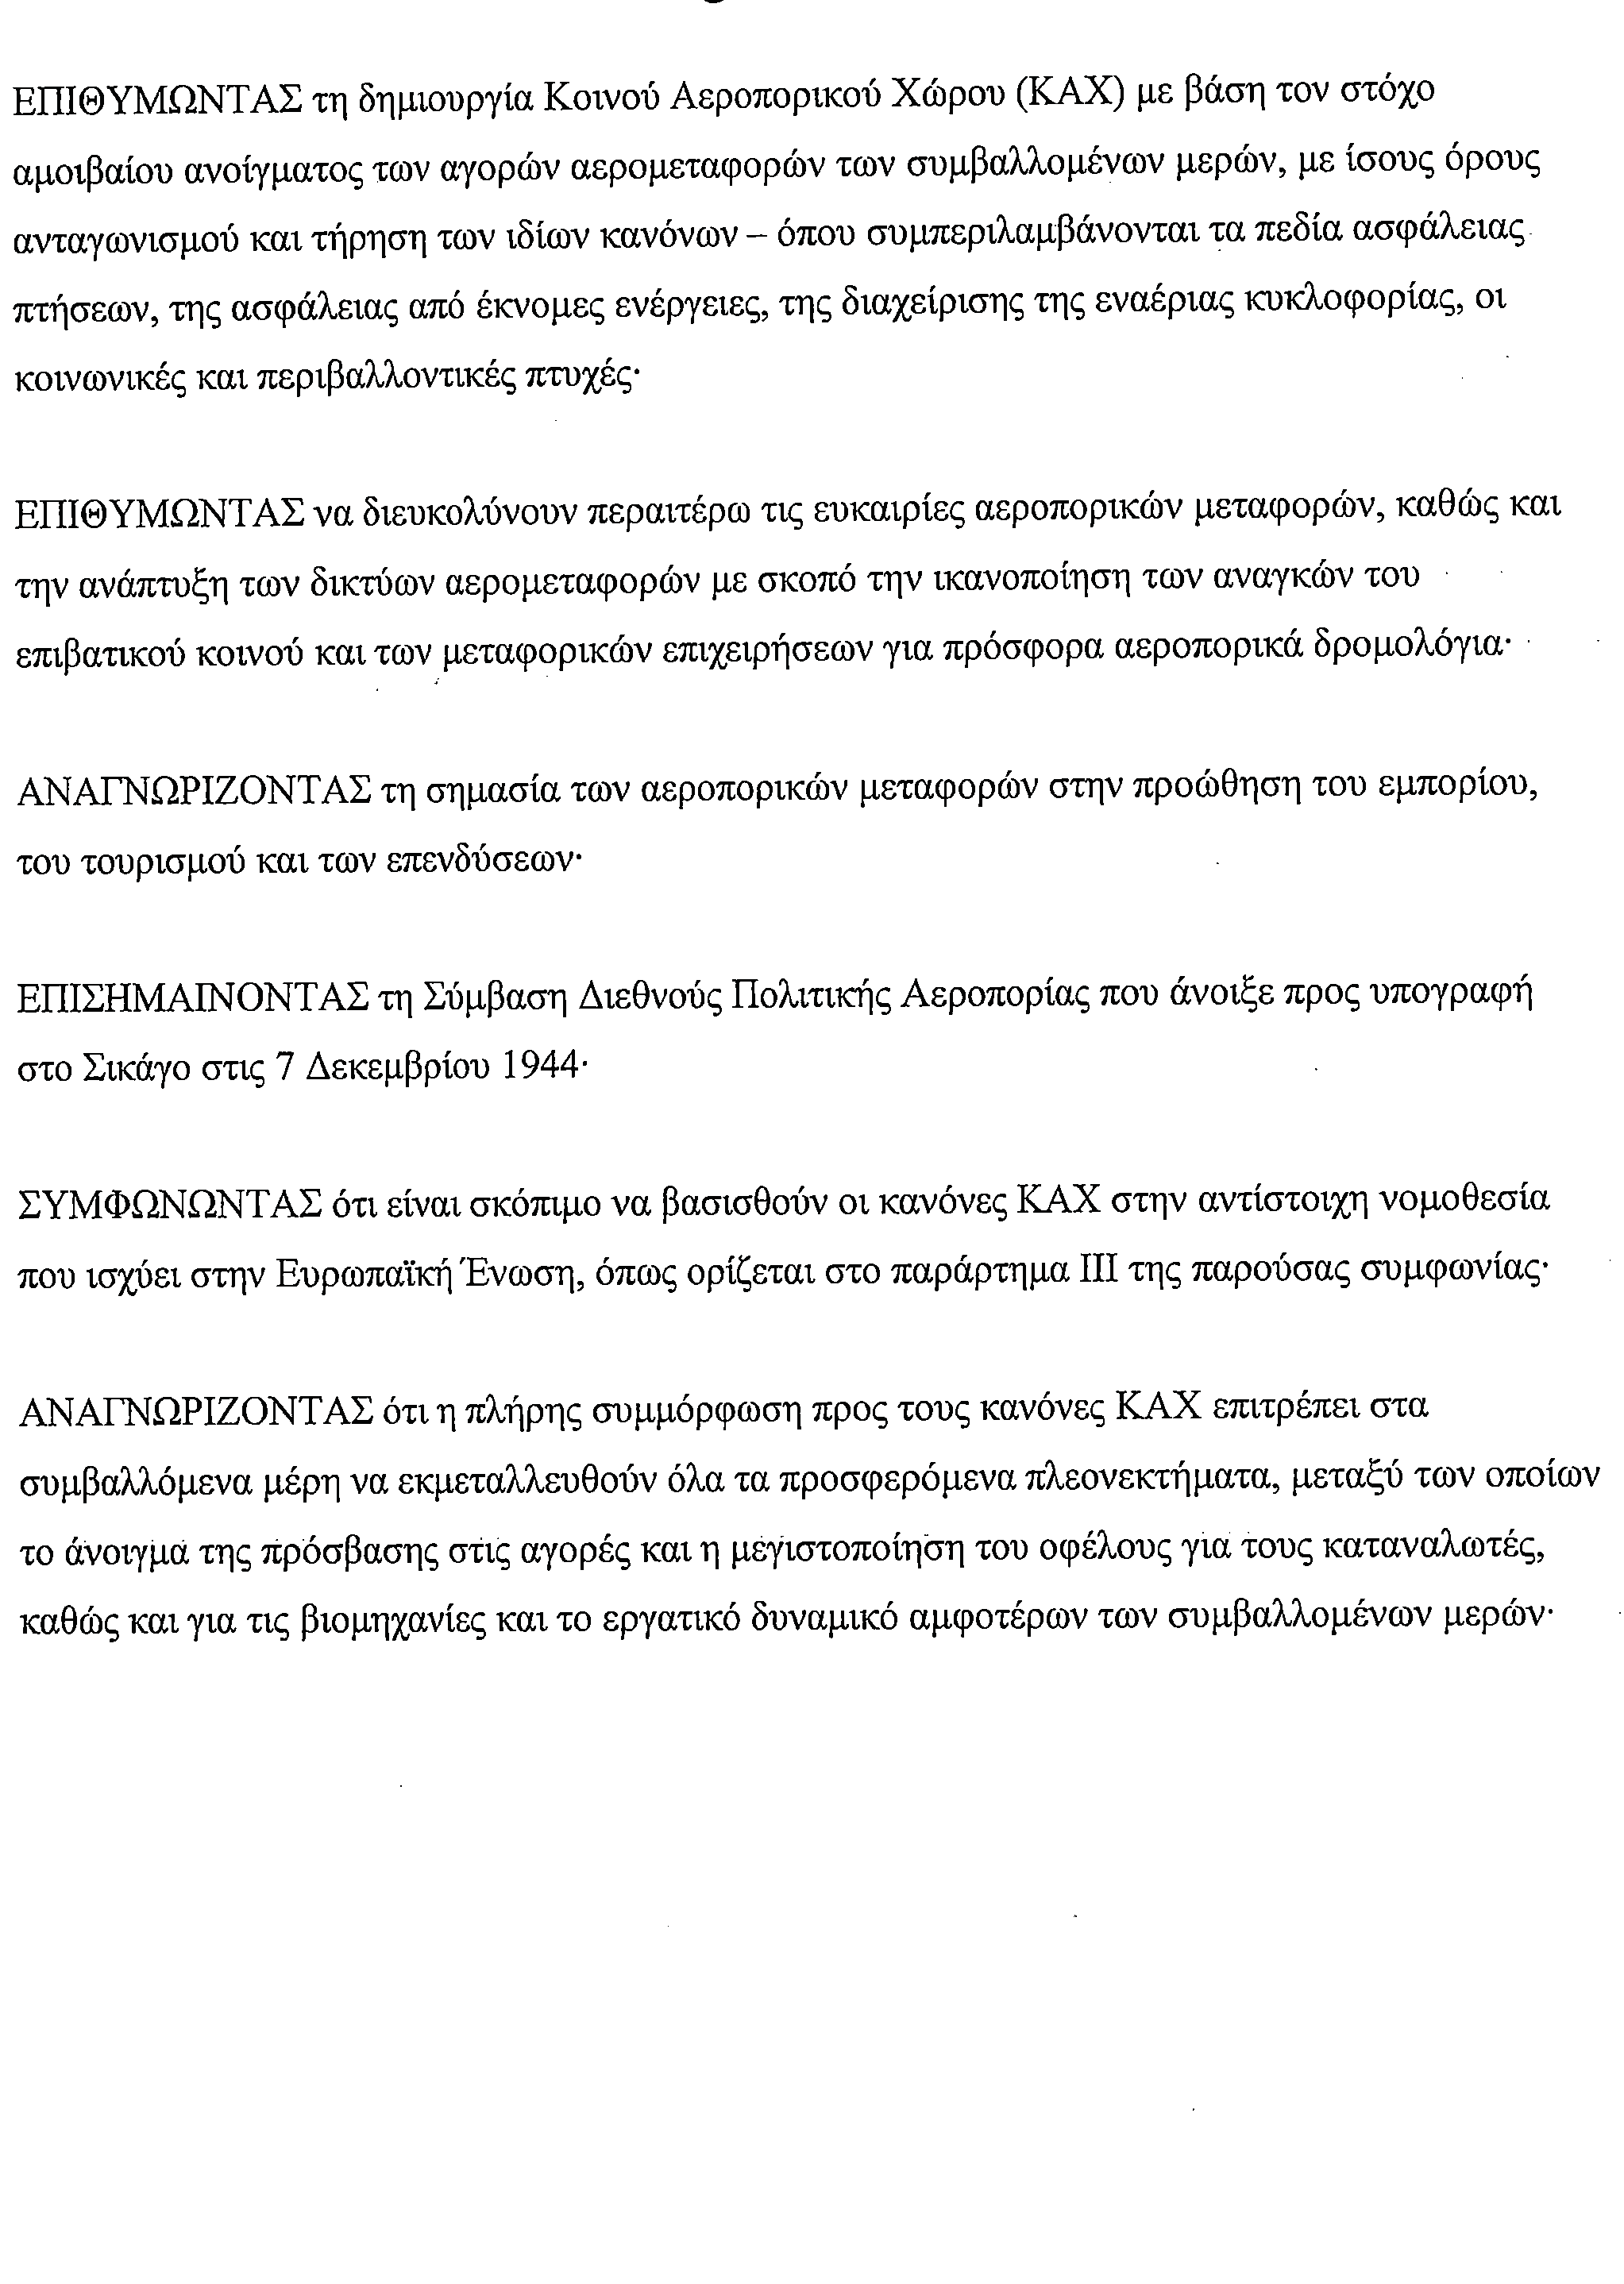 ΕΠΙΘΥΜΩΝΤΑΣ τη δημιουργία Κοινού Αεροπορικού Χώρου (ΚΑΧ) με βάση τον στόχο
αμοιβαίου ανοίγματος των αγορών αερομεταφορών των συμβαλλομένων μερών, με ίσους όρους
ανταγωνισμού και τήρηση των ιδίων κανόνων – όπου συμπεριλαμβάνονται τα πεδία ασφάλειας
πτήσεων, της ασφάλειας από έκνομες ενέργειες, της διαχείρισης της εναέριας κυκλοφορίας, οι
κοινωνικές και περιβαλλοντικές πτυχές·
ΕΠΙΘΥΜΩΝΤΑΣ να διευκολύνουν περαιτέρω τις ευκαιρίες αεροπορικών μεταφορών, καθώς και
την ανάπτυξη των δικτύων αερομεταφορών με σκοπό την ικανοποίηση των αναγκών του
επιβατικού κοινού και των μεταφορικών επιχειρήσεων για πρόσφορα αεροπορικά δρομολόγια·
ΑΝΑΓΝΩΡΙΖΟΝΤΑΣ τη σημασία των αεροπορικών μεταφορών στην προώθηση του εμπορίου,
του τουρισμού και των επενδύσεων·
ΕΠΙΣΗΜΑΙΝΟΝΤΑΣ τη Σύμβαση Διεθνούς Πολιτικής Αεροπορίας που άνοιξε προς υπογραφή
στο Σικάγο στις 7 Δεκεμβρίου 1944·
ΣΥΜΦΩΝΩΝΤΑΣ ότι είναι σκόπιμο να βασισθούν οι κανόνες ΚΑΧ στην αντίστοιχη νομοθεσία
που ισχύει στην Ευρωπαϊκή Ένωση, όπως ορίζεται στο παράρτημα ΙΙΙ της παρούσας συμφωνίας·
ΑΝΑΓΝΩΡΙΖΟΝΤΑΣ ότι η πλήρης συμμόρφωση προς τους κανόνες ΚΑΧ επιτρέπει στα
συμβαλλόμενα μέρη να εκμεταλλευθούν όλα τα προσφερόμενα πλεονεκτήματα, μεταξύ των οποίων
το άνοιγμα της πρόσβασης στις αγορές και η μεγιστοποίηση του οφέλους για τους καταναλωτές,
καθώς και για τις βιομηχανίες και το εργατικό δυναμικό αμφοτέρων των συμβαλλομένων μερών·